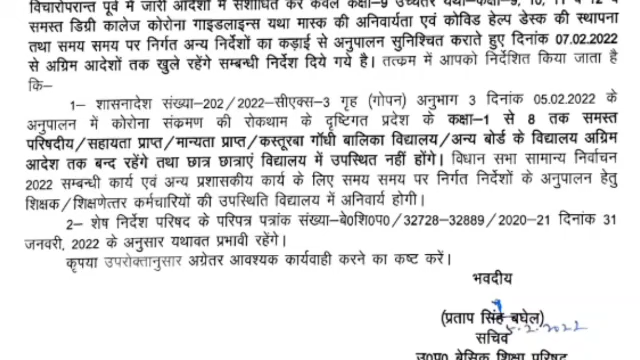 विचारोपरान्त पूर्व में जारी आदेशों में संशोधित कर केवल कक्षा-9 उच्चतर यथा-कक्षा-9, 10, 11 व 12 व
समस्त डिग्री कालेज कोरोना गाइडलाइन्स यथा मास्क की अनिवार्यता एवं कोविड हेल्प डेस्क की स्थापना
तथा समय समय पर निर्गत अन्य निर्देशों का कड़ाई से अनुपालन सुनिश्चित कराते हुए दिनांक 07.02.2022
से अग्रिम आदेशों तक खुले रहेंगे सम्बन्धी निर्देश दिये गये है। तत्क्रम में आपको निर्देशित किया जाता है
कि–
1- शासनादेश संख्या-202/2022-सीएक्स-3 गृह (गोपन) अनुभाग 3 दिनांक 05.02.2022 के
अनुपालन में कोरोना संक्रमण की रोकथाम के दृष्टिगत प्रदेश के कक्षा-1 से 8 तक समस्त
परिषदीय/सहायता प्राप्त/मान्यता प्राप्त/कस्तूरबा गाँधी बालिका विद्यालय/अन्य बोर्ड के विद्यालय अग्रिम
आदेश तक बन्द रहेंगे तथा छात्र छात्राएं विद्यालय में उपस्थित नहीं होंगे। विधान सभा सामान्य निर्वाचन
2022 सम्बन्धी कार्य एवं अन्य प्रशासकीय कार्य के लिए समय समय पर निर्गत निर्देशों के अनुपालन हेतु
शिक्षक/शिक्षणेत्तर कर्मचारियों की उपस्थिति विद्यालय में अनिवार्य होगी।
2- शेष निर्देश परिषद के परिपत्र पत्रांक संख्या-बे0शि0प0/32728-32889/2020-21 दिनांक 31
जनवरी, 2022 के अनुसार यथावत प्रभावी रहेंगे।
कृपया उपरोक्तानुसार अग्रेतर आवश्यक कार्यवाही करने का कष्ट करें।
भवदीय
(प्रताप सिंह बघेल)
सचिव 5.2.2022
उ0प्र0 बेसिक शिक्षा परिषद